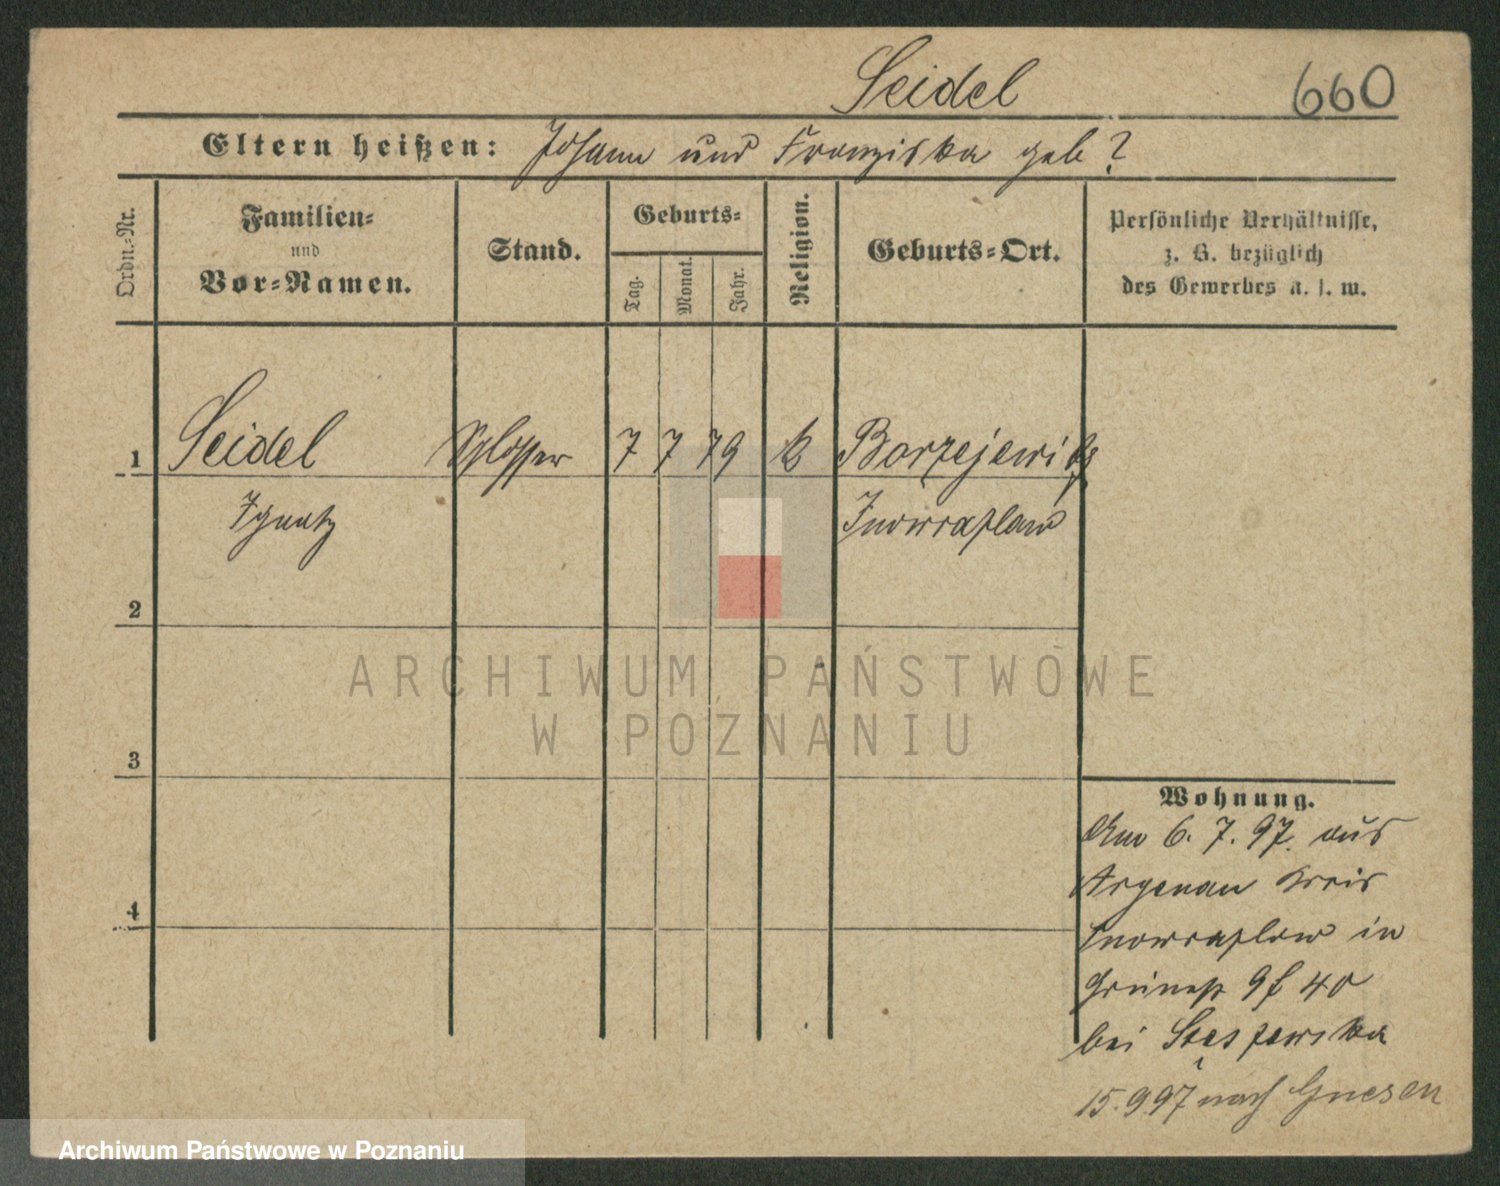 Seidel 660
Eltern heißen: Johann und Franziska geb ?
Ordn.-Nr.
Familien-
und
Vor-Namen.
Stand.
Geburts-
Tag.
Monat.
Jahr.
Religion.
Geburts-Ort.
Persönliche Verhältnisse,
z. B. bezüglich
des Gewerbes u. s. w.
1 Seidel Schlosser 7 7 79 k
Ignatz Inowrazlaw
2
ARCHIWUM PAŃSTWOWE
W POZNANIU
3
Wohnung.
Am 6. 7. 97. aus
Argenau Kreis
4
Inowrazlaw in
40
bei
15.9 97 nach Gnesen
Archiwum Państwowe w Poznaniu